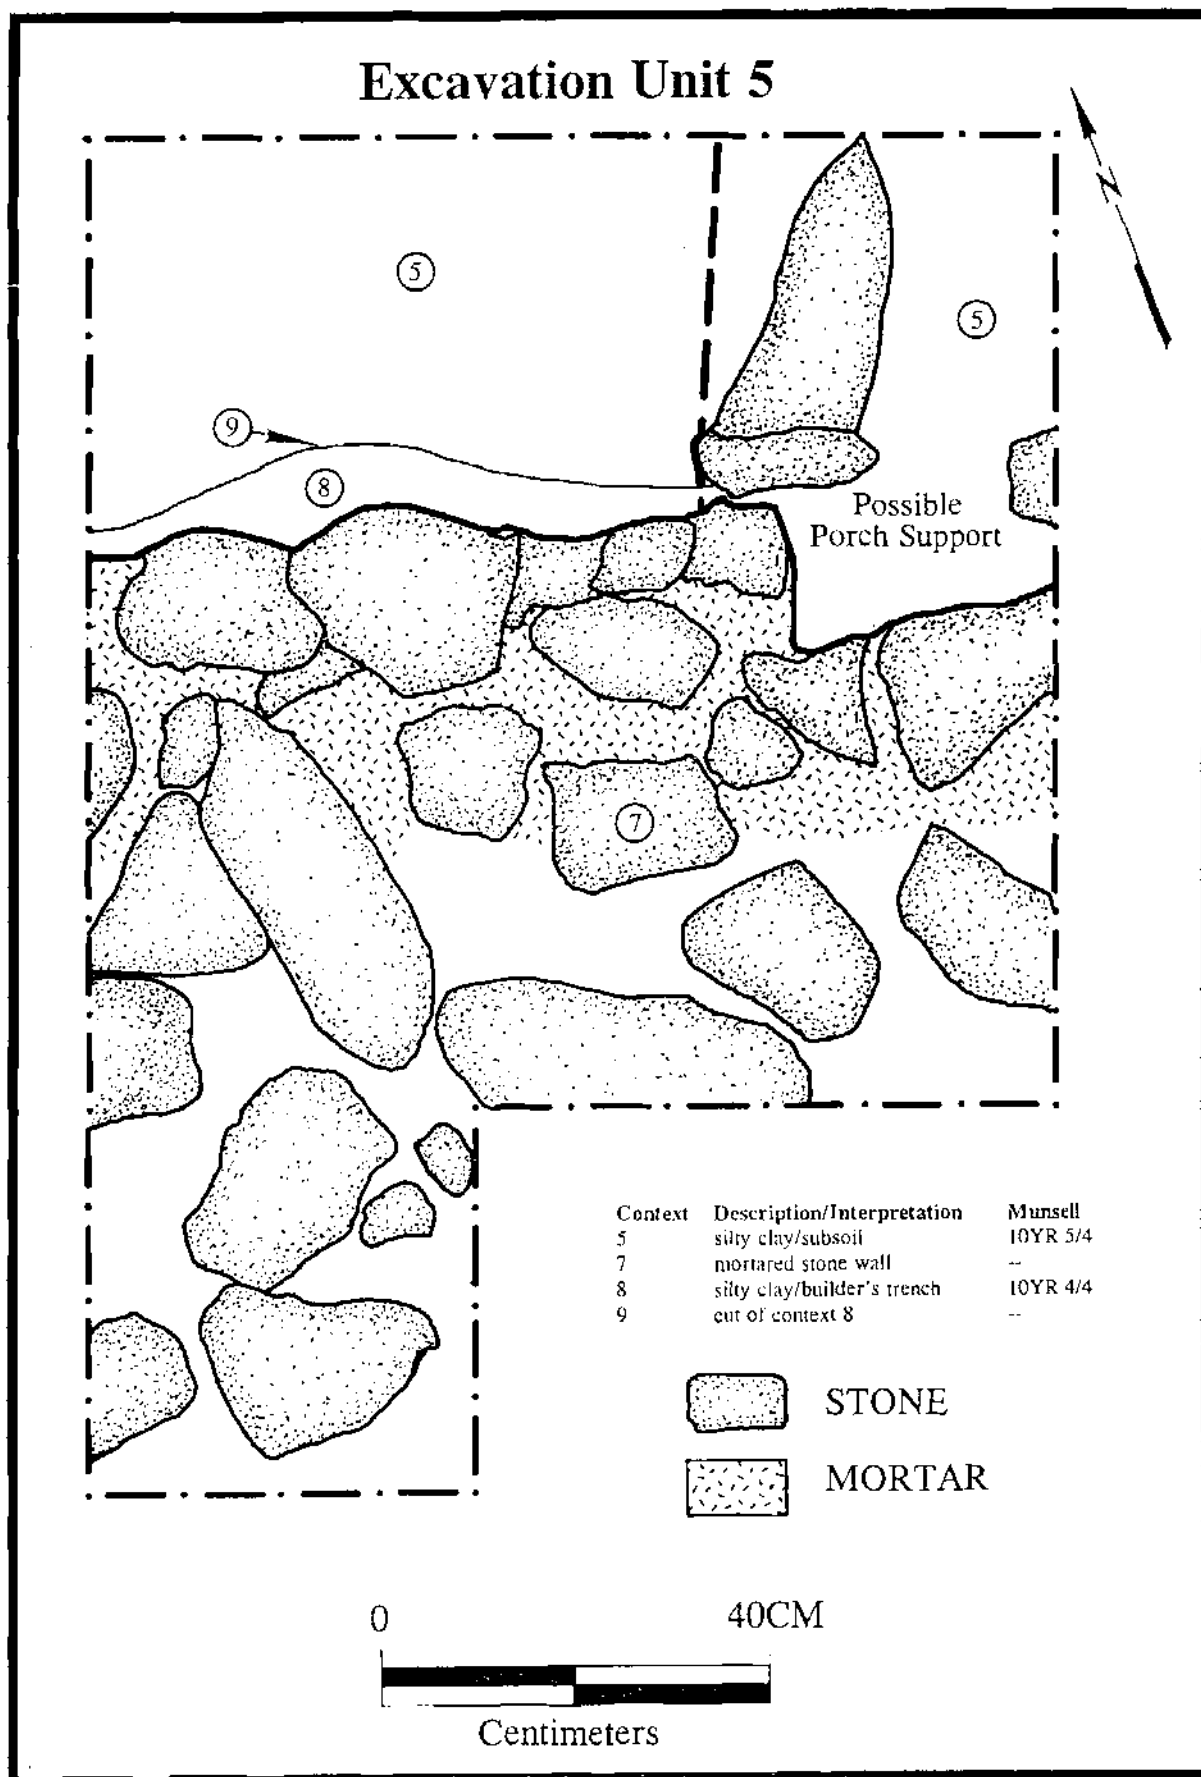 Excavation Unit 5
N
5
5
9
8
Possible
Porch Support
7
Context Description/Interpretation Munsell
5 silty clay/subsoil 10YR 5/4
7 mortared stone wall --
8 silty clay/builder's trench 10YR 4/4
9 cut of context 8 --
STONE
MORTAR
0 40CM
Centimeters